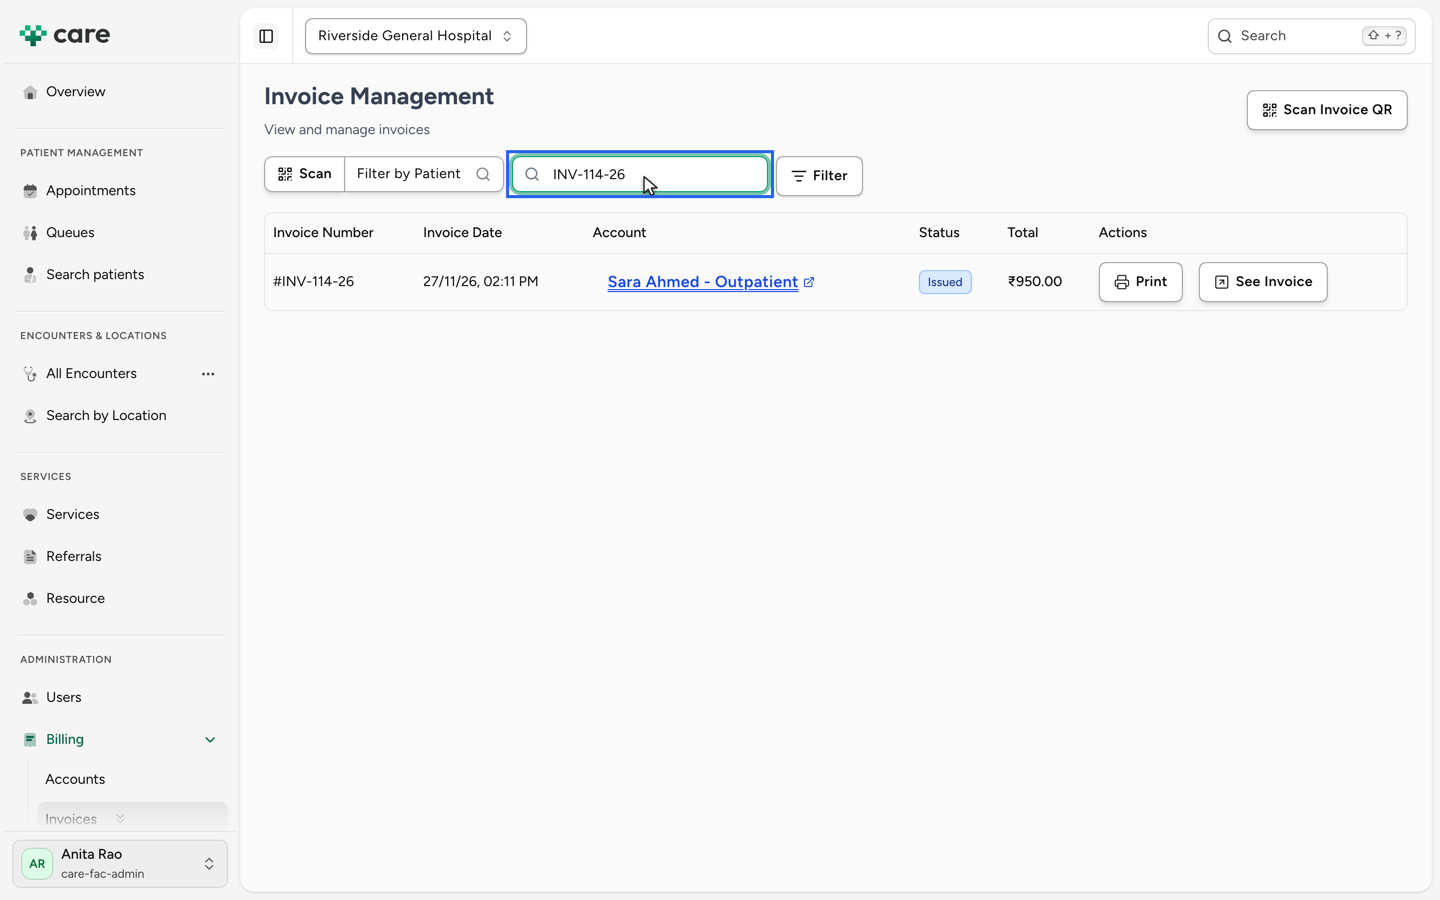 care
Riverside General Hospital
Search
⇧ + ?
Overview
PATIENT MANAGEMENT
Appointments
Queues
Search patients
ENCOUNTERS & LOCATIONS
All Encounters
Search by Location
SERVICES
Services
Referrals
Resource
ADMINISTRATION
Users
Billing
Accounts
Invoices
AR
Anita Rao
care-fac-admin
Invoice Management
View and manage invoices
Scan Invoice QR
Scan
Filter by Patient
INV-114-26
Filter
Invoice Number Invoice Date Account Status Total Actions
#INV-114-26 27/11/26, 02:11 PM Sara Ahmed - Outpatient Issued ₹950.00 Print See Invoice